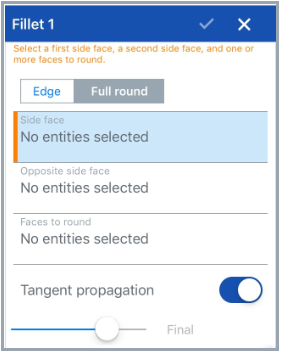 Fillet 1
Select a first side face, a second side face, and one or
more faces to round.
Edge
Full round
Side face
No entities selected
Opposite side face
No entities selected
Faces to round
No entities selected
Tangent propagation
Final